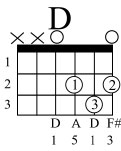 D
× × ○ ○
1
2 1 2
3 3
D A D F#
1 5 1 3